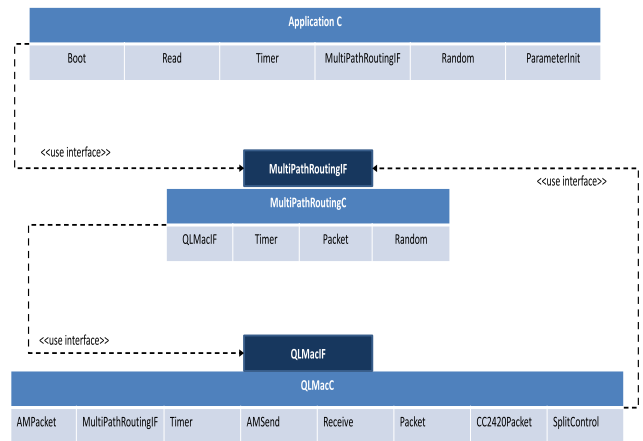 Application C
Boot Read Timer MultiPathRoutingIF Random ParameterInit
<<use interface>>
MultiPathRoutingIF
<<use interface>>
MultiPathRoutingC
QLMacIF Timer Packet Random
<<use interface>>
QLMacIF
QLMacC
AMPacket MultiPathRoutingIF Timer AMSend Receive Packet CC2420Packet SplitControl